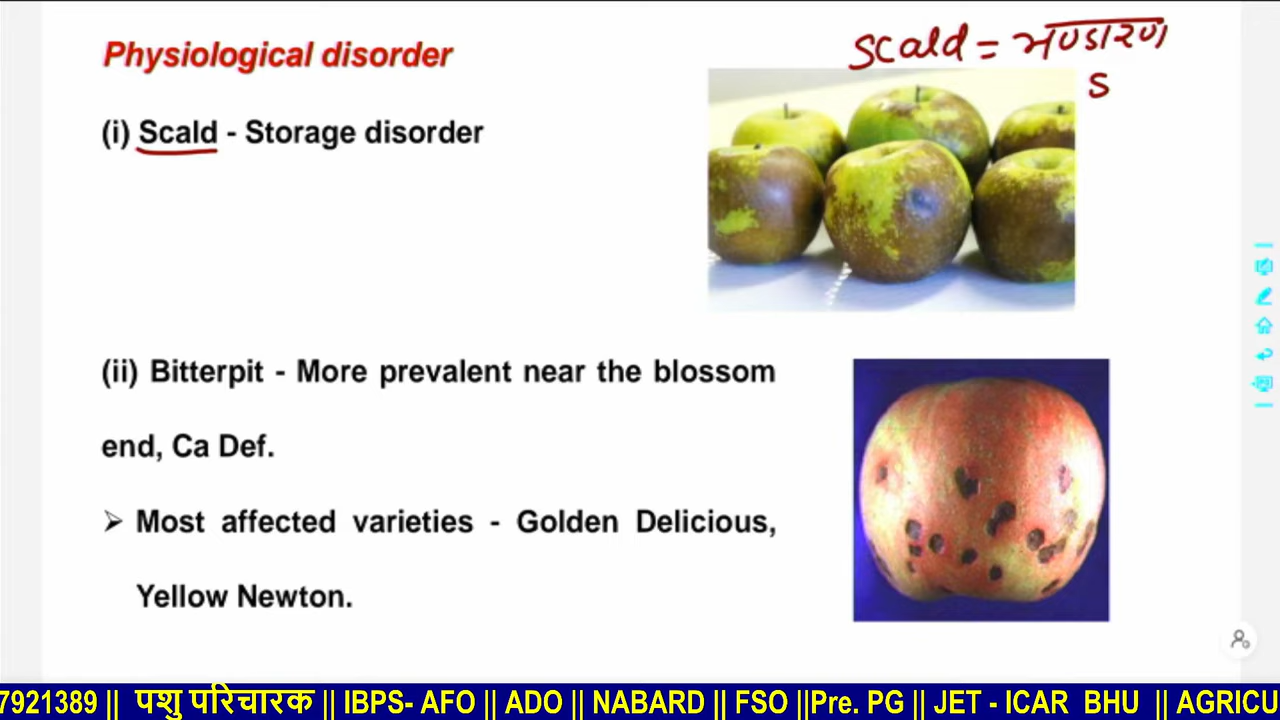 Physiological disorder
Scald = भण्डारण
S
(i) Scald - Storage disorder
(ii) Bitterpit - More prevalent near the blossom
end, Ca Def.
➢ Most affected varieties - Golden Delicious,
Yellow Newton.
7921389 || पशु परिचारक || IBPS- AFO || ADO || NABARD || FSO ||Pre. PG || JET - ICAR BHU || AGRICU